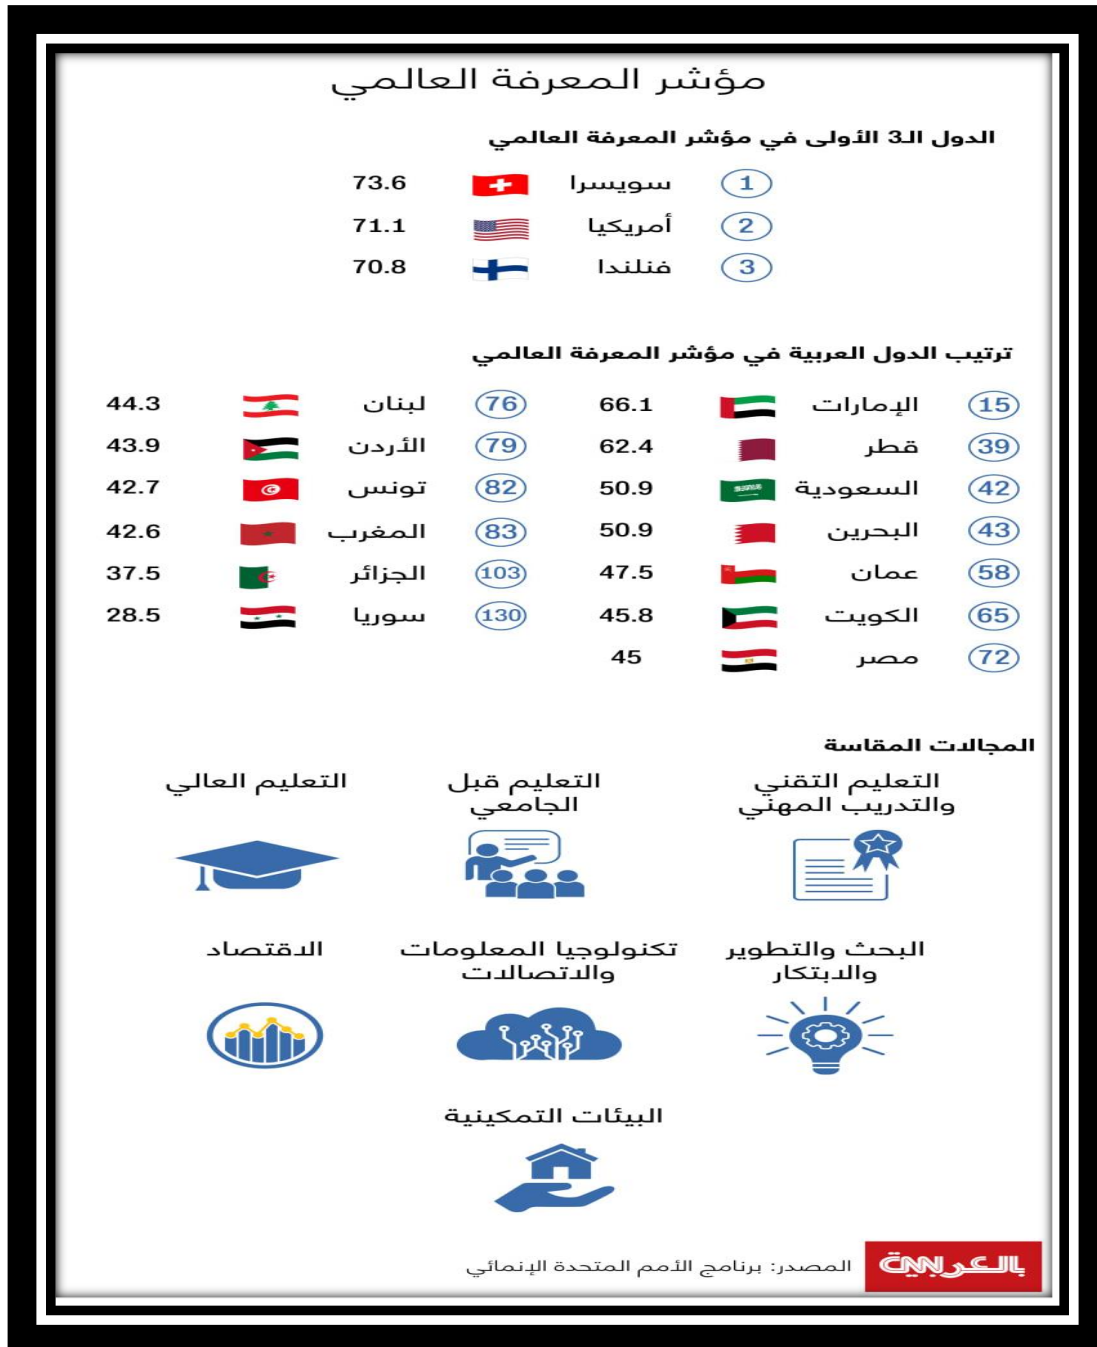 مؤشر المعرفة العالمي
الدول الـ3 الأولى في مؤشر المعرفة العالمي
1 سويسرا 73.6
2 أمريكيا 71.1
3 فنلندا 70.8
ترتيب الدول العربية في مؤشر المعرفة العالمي
15 الإمارات 66.1
39 قطر 62.4
42 السعودية 50.9
43 البحرين 50.9
58 عمان 47.5
65 الكويت 45.8
72 مصر 45
76 لبنان 44.3
79 الأردن 43.9
82 تونس 42.7
83 المغرب 42.6
103 الجزائر 37.5
130 سوريا 28.5
المجالات المقاسة
التعليم التقني
والتدريب المهني
التعليم قبل
الجامعي
التعليم العالي
البحث والتطوير
والابتكار
تكنولوجيا المعلومات
والاتصالات
الاقتصاد
البيئات التمكينية
CNN بالعربية
المصدر: برنامج الأمم المتحدة الإنمائي